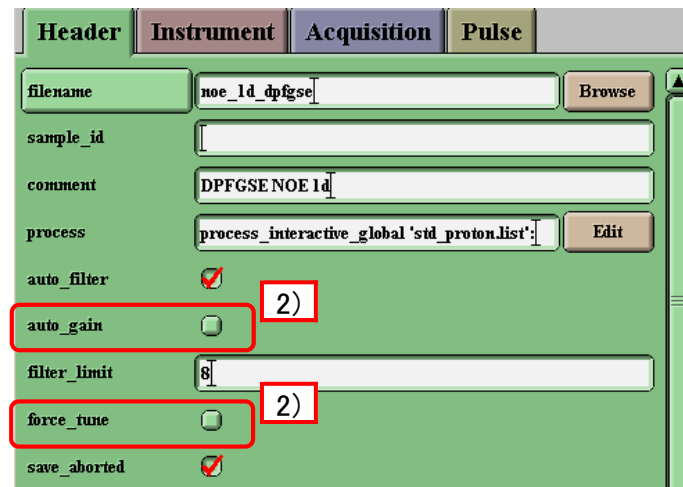 Header Instrument Acquisition Pulse
filename noe_1d_dpfgse Browse
sample_id
comment DPFGSE NOE 1d
process process_interactive_global 'std_proton.list': Edit
auto_filter
2)
auto_gain
filter_limit 8
2)
force_tune
save_aborted